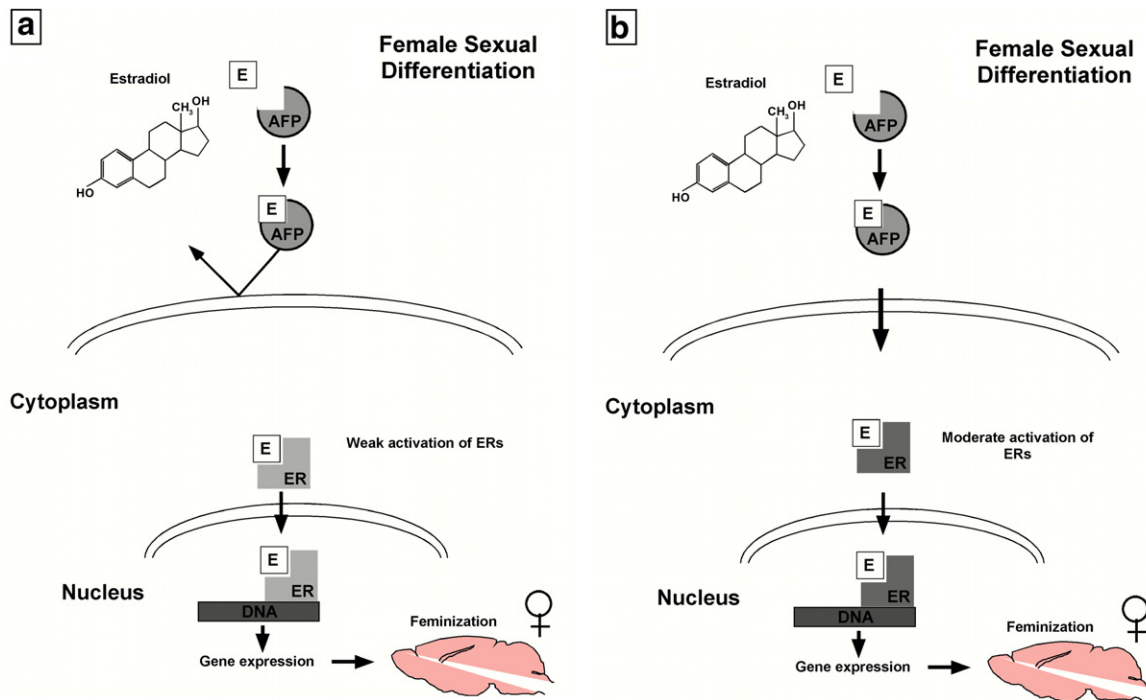 a
Female Sexual
Differentiation
Estradiol
E
CH3
OH
AFP
HO
E
AFP
Cytoplasm
E
Weak activation of ERs
ER
E
Nucleus
ER
DNA
Feminization
Gene expression
b
Female Sexual
Differentiation
Estradiol
E
CH3
OH
AFP
HO
E
AFP
Cytoplasm
E
Moderate activation of
ERs
ER
E
Nucleus
ER
DNA
Feminization
Gene expression